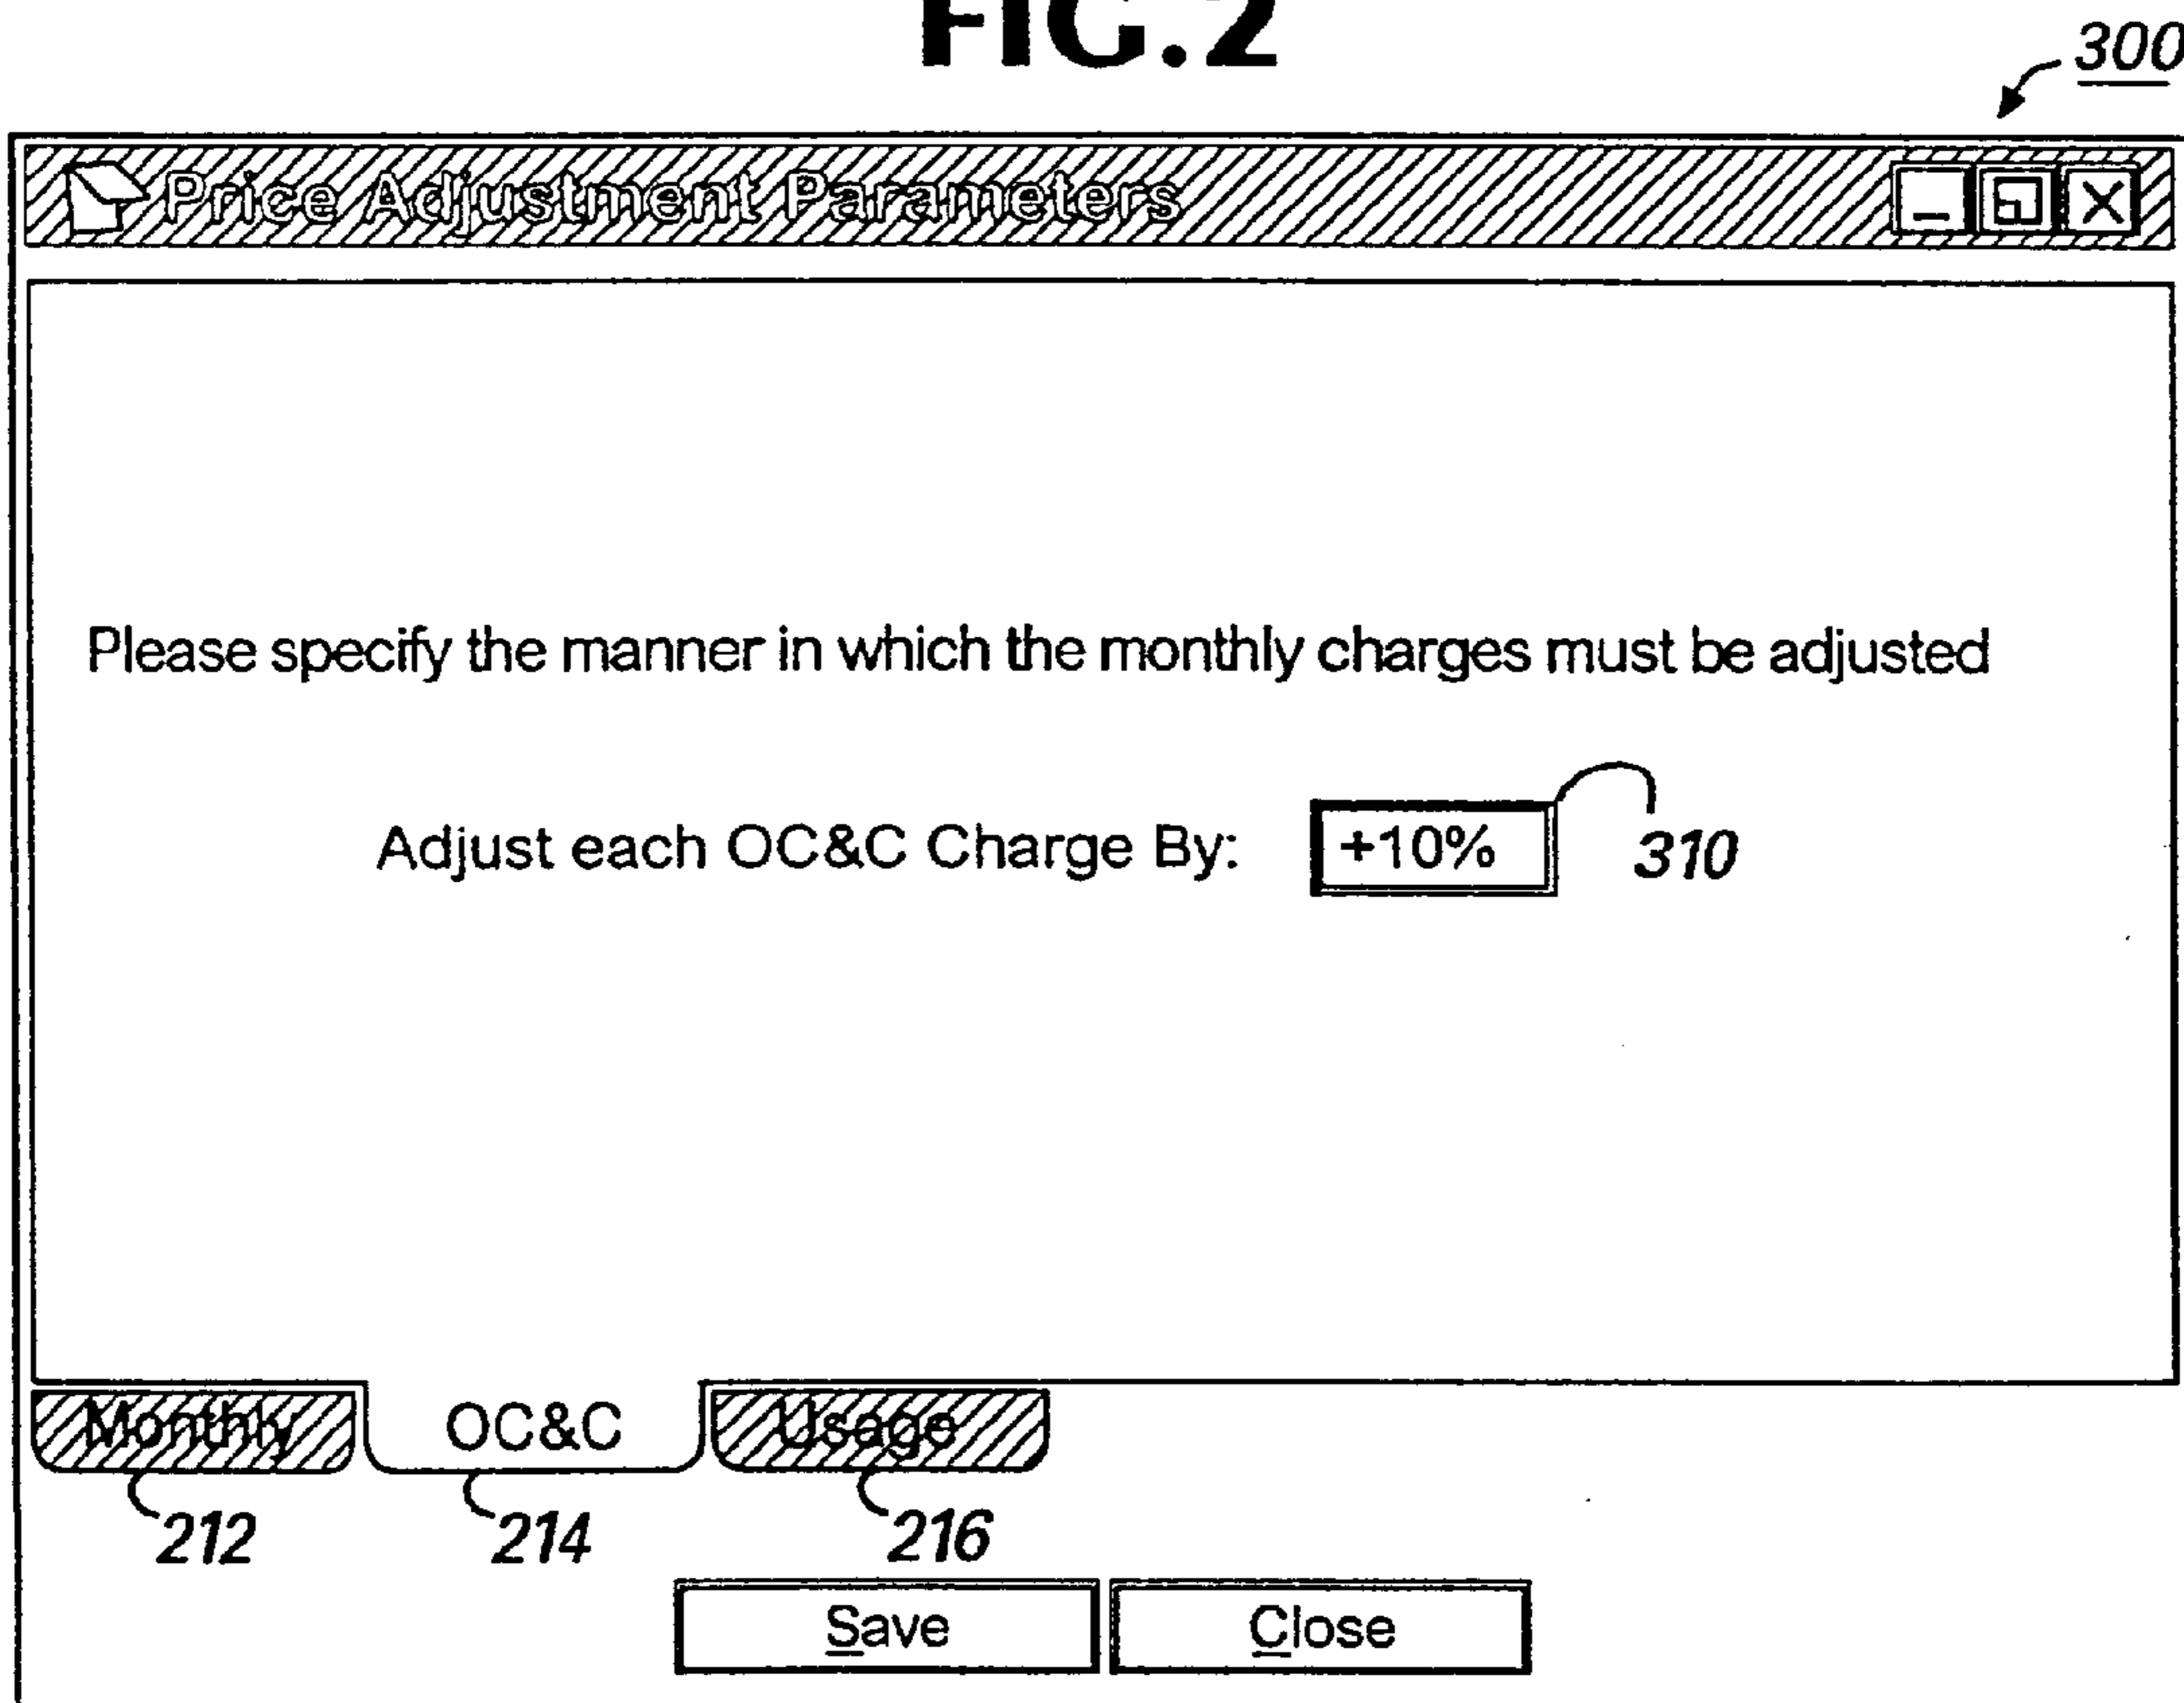 FIG.2
300
Price Adjustment Parameters
Please specify the manner in which the monthly charges must be adjusted
Adjust each OC&C Charge By: +10%
310
Monthly OC&C Usage
212 214 216
Save Close